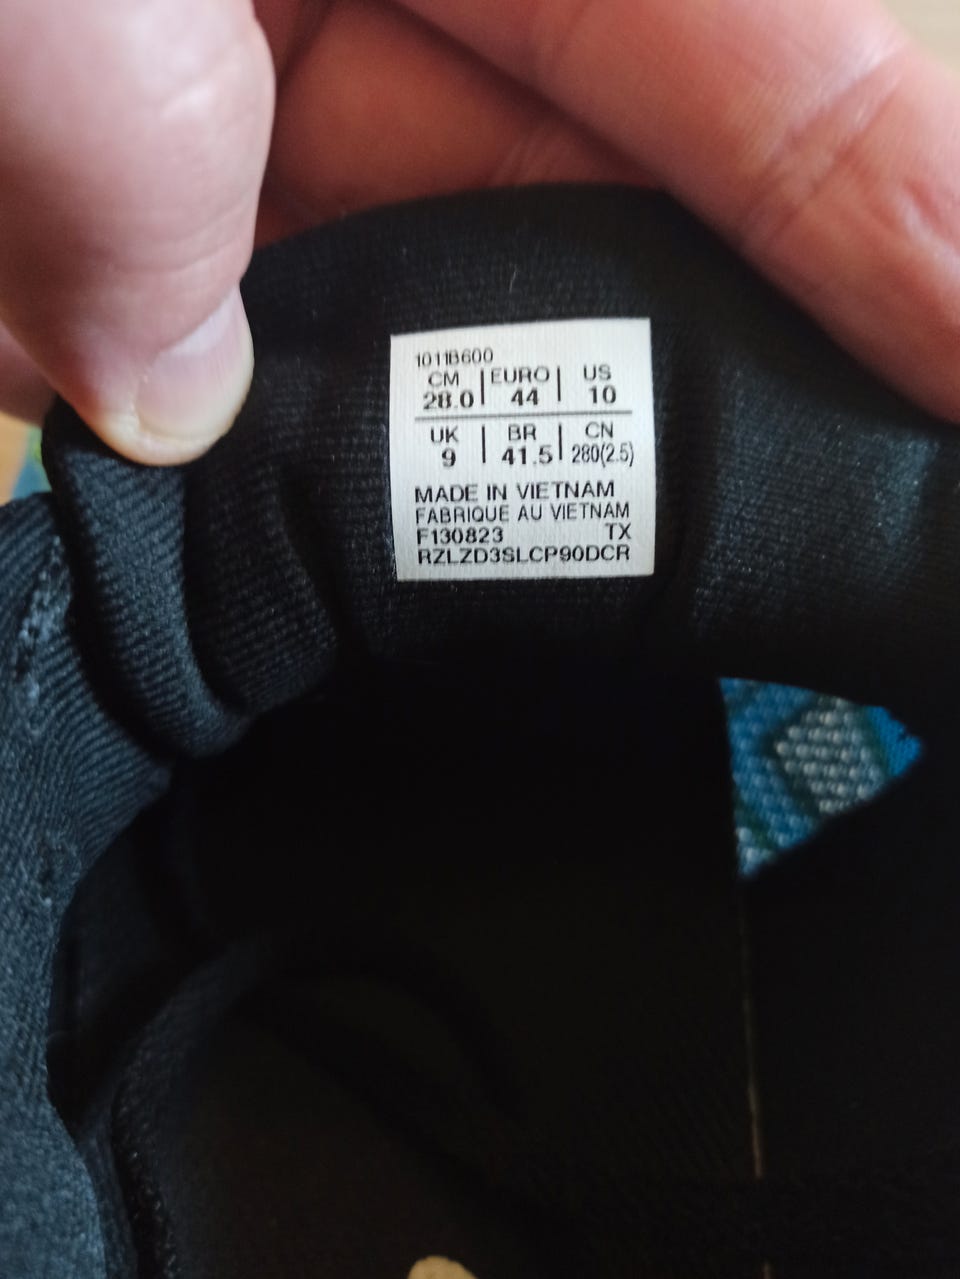 1011B600
CM | EURO | US
28.0 | 44 | 10
UK | BR | CN
9 | 41.5 | 280(2.5)
MADE IN VIETNAM
FABRIQUE AU VIETNAM
F130823 TX
RZLZD3SLCP90DCR